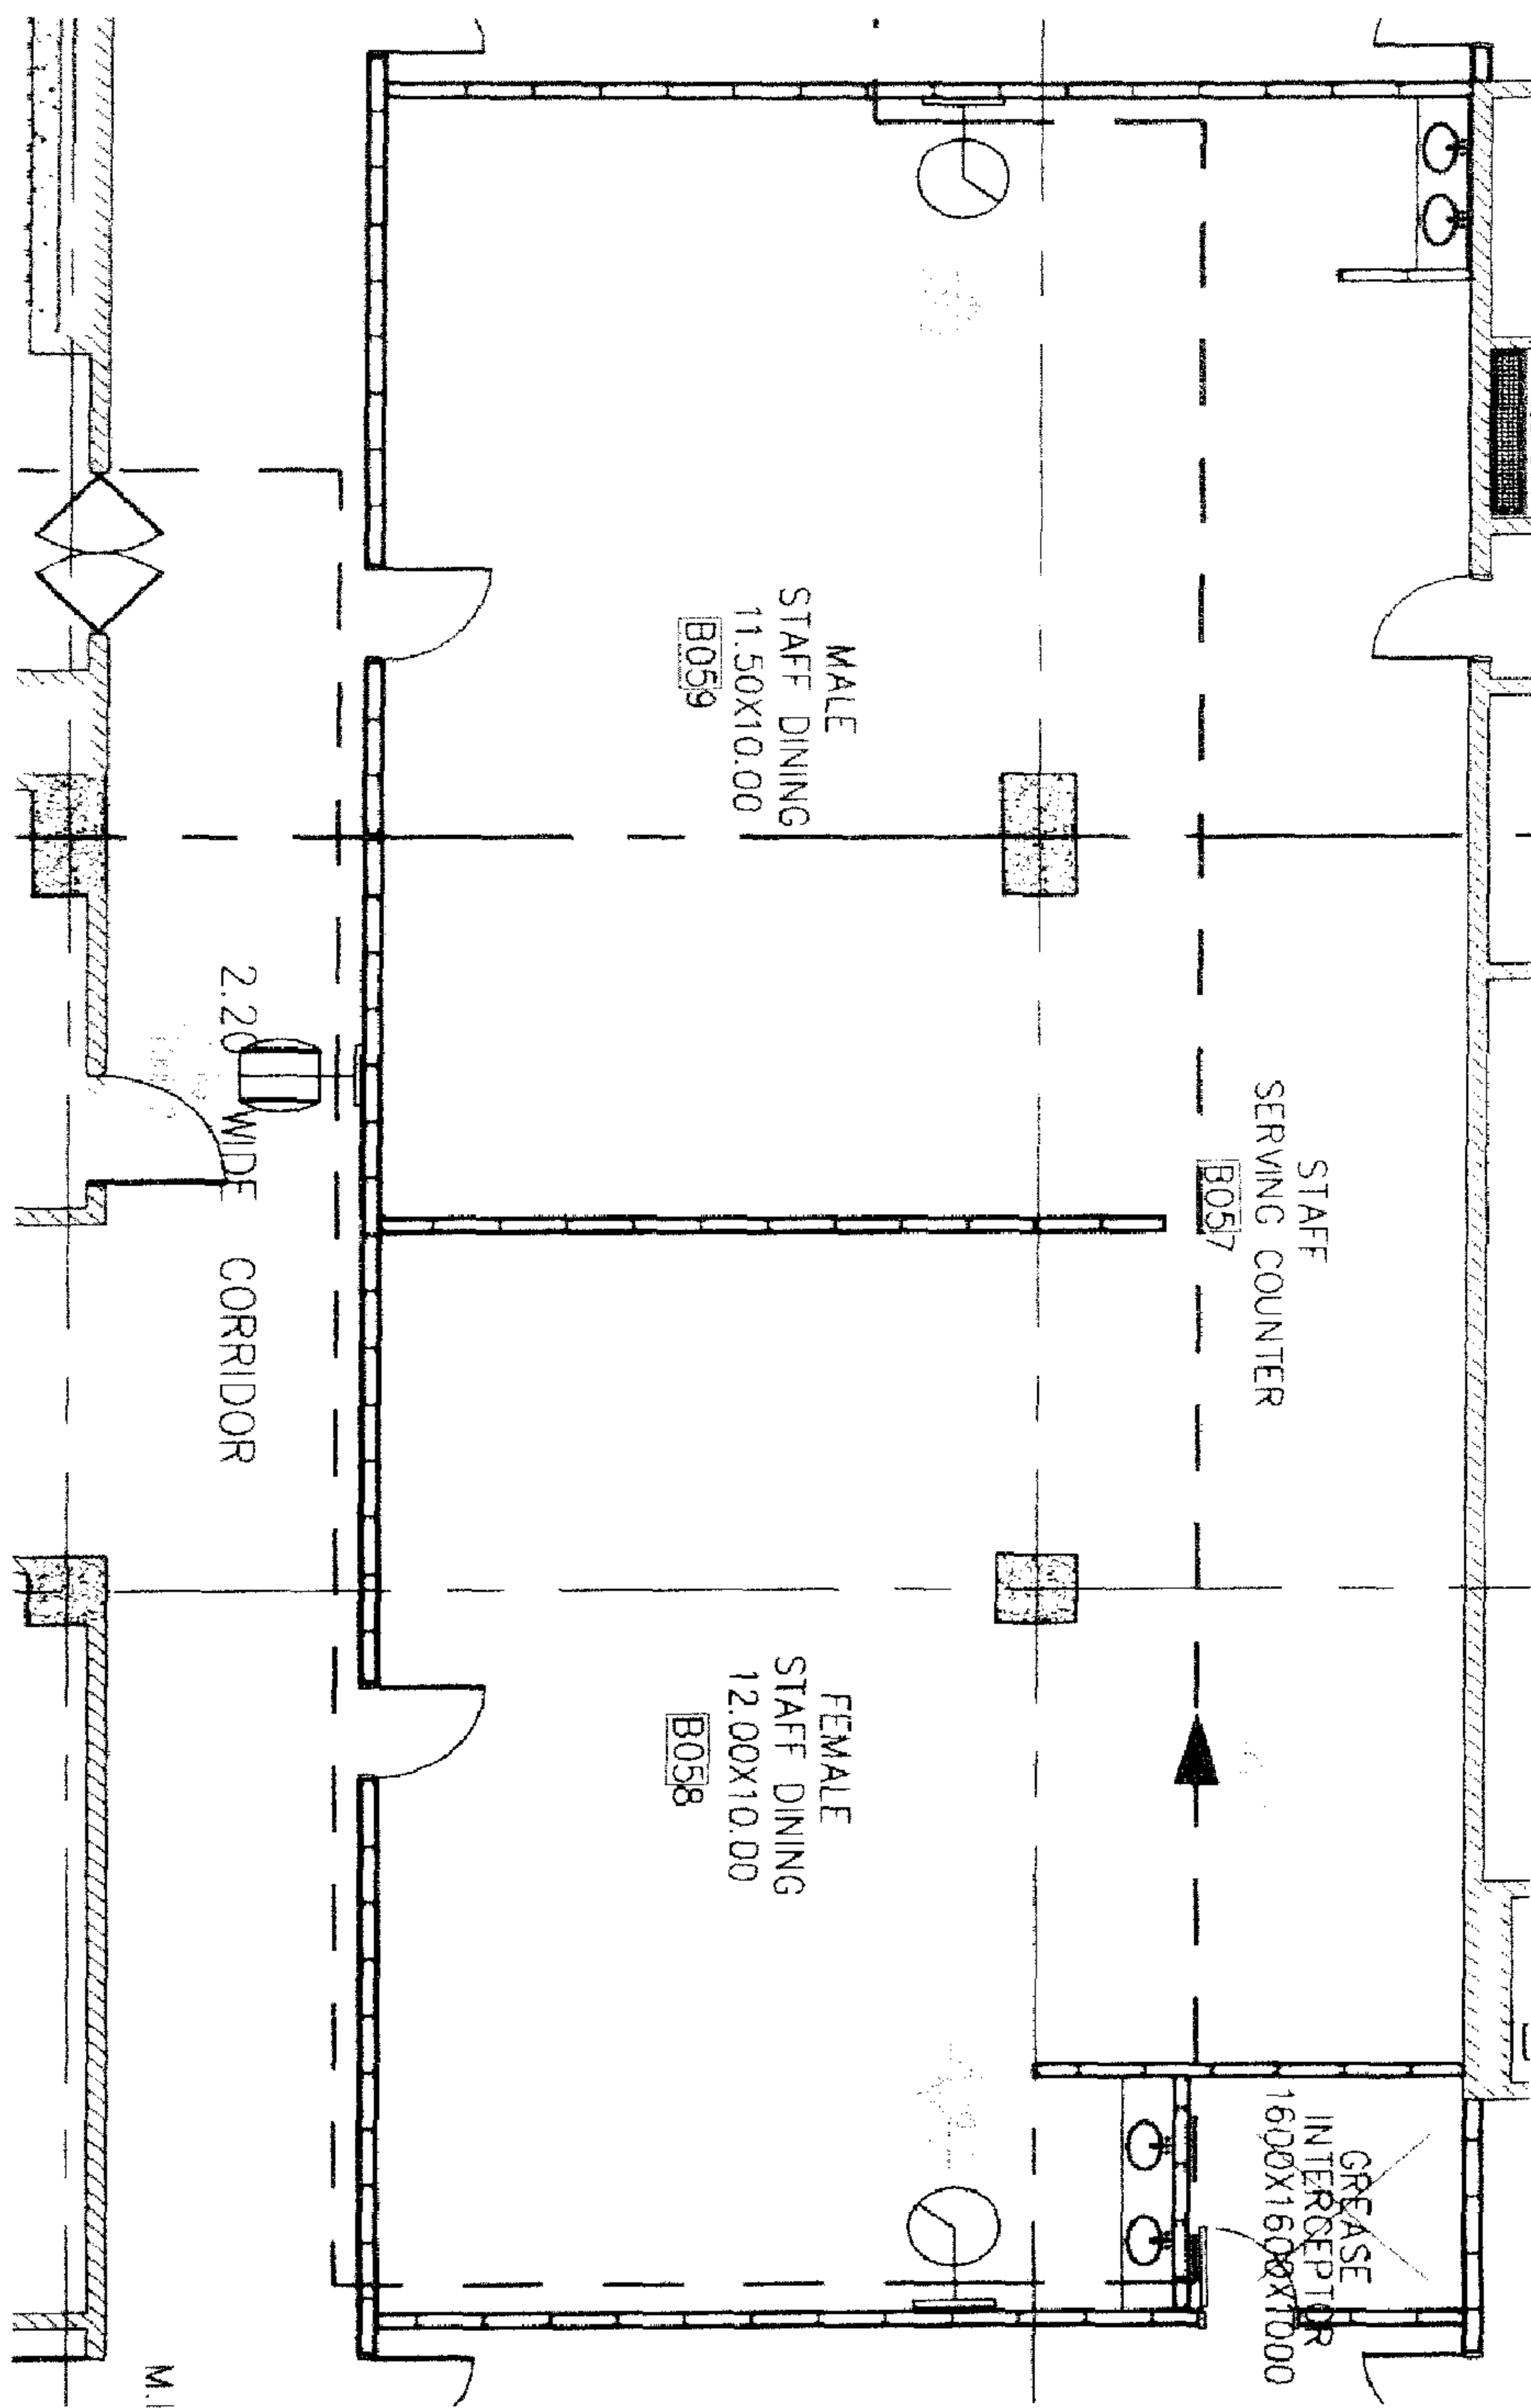 MALE
STAFF DINING
11.50X10.00
B059
STAFF
SERVING COUNTER
B057
2.20 WIDE CORRIDOR
FEMALE
STAFF DINING
12.00X10.00
B058
GREASE
INTERCEPTOR
1600X1600X1000